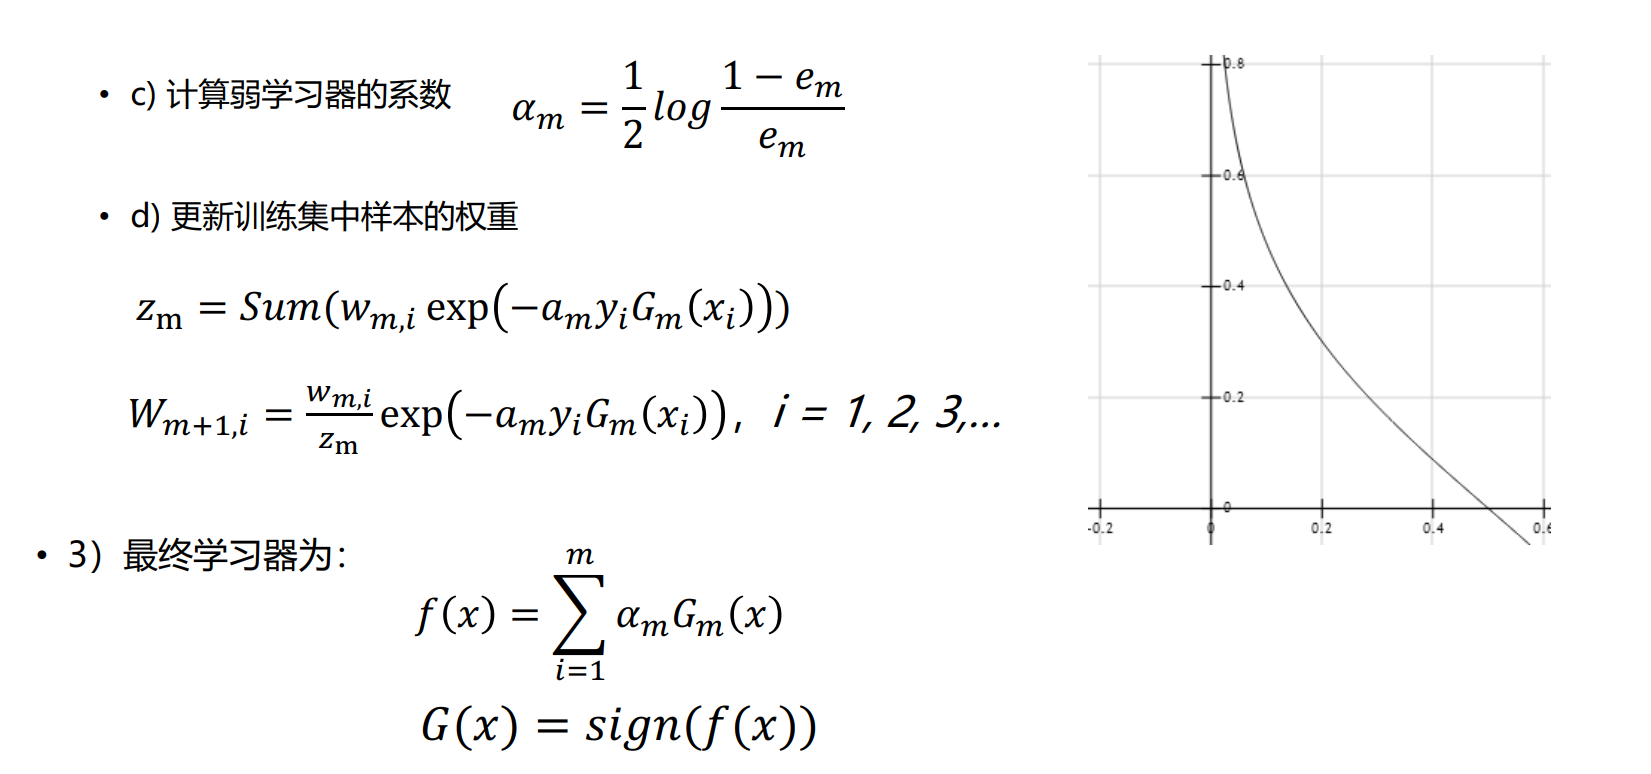 • c) 计算弱学习器的系数 αₘ = 1/2 log (1 − eₘ)/eₘ
• d) 更新训练集中样本的权重
zₘ = Sum(wₘ,ᵢ exp(−aₘyᵢGₘ(xᵢ)))
Wₘ₊₁,ᵢ = wₘ,ᵢ/zₘ exp(−aₘyᵢGₘ(xᵢ)), i = 1, 2, 3,...
• 3）最终学习器为：
f(x) = ∑ᵢ₌₁ᵐ αₘGₘ(x)
G(x) = sign(f(x))
0.8
0.6
0.4
0.2
0
-0.2 0 0.2 0.4 0.6